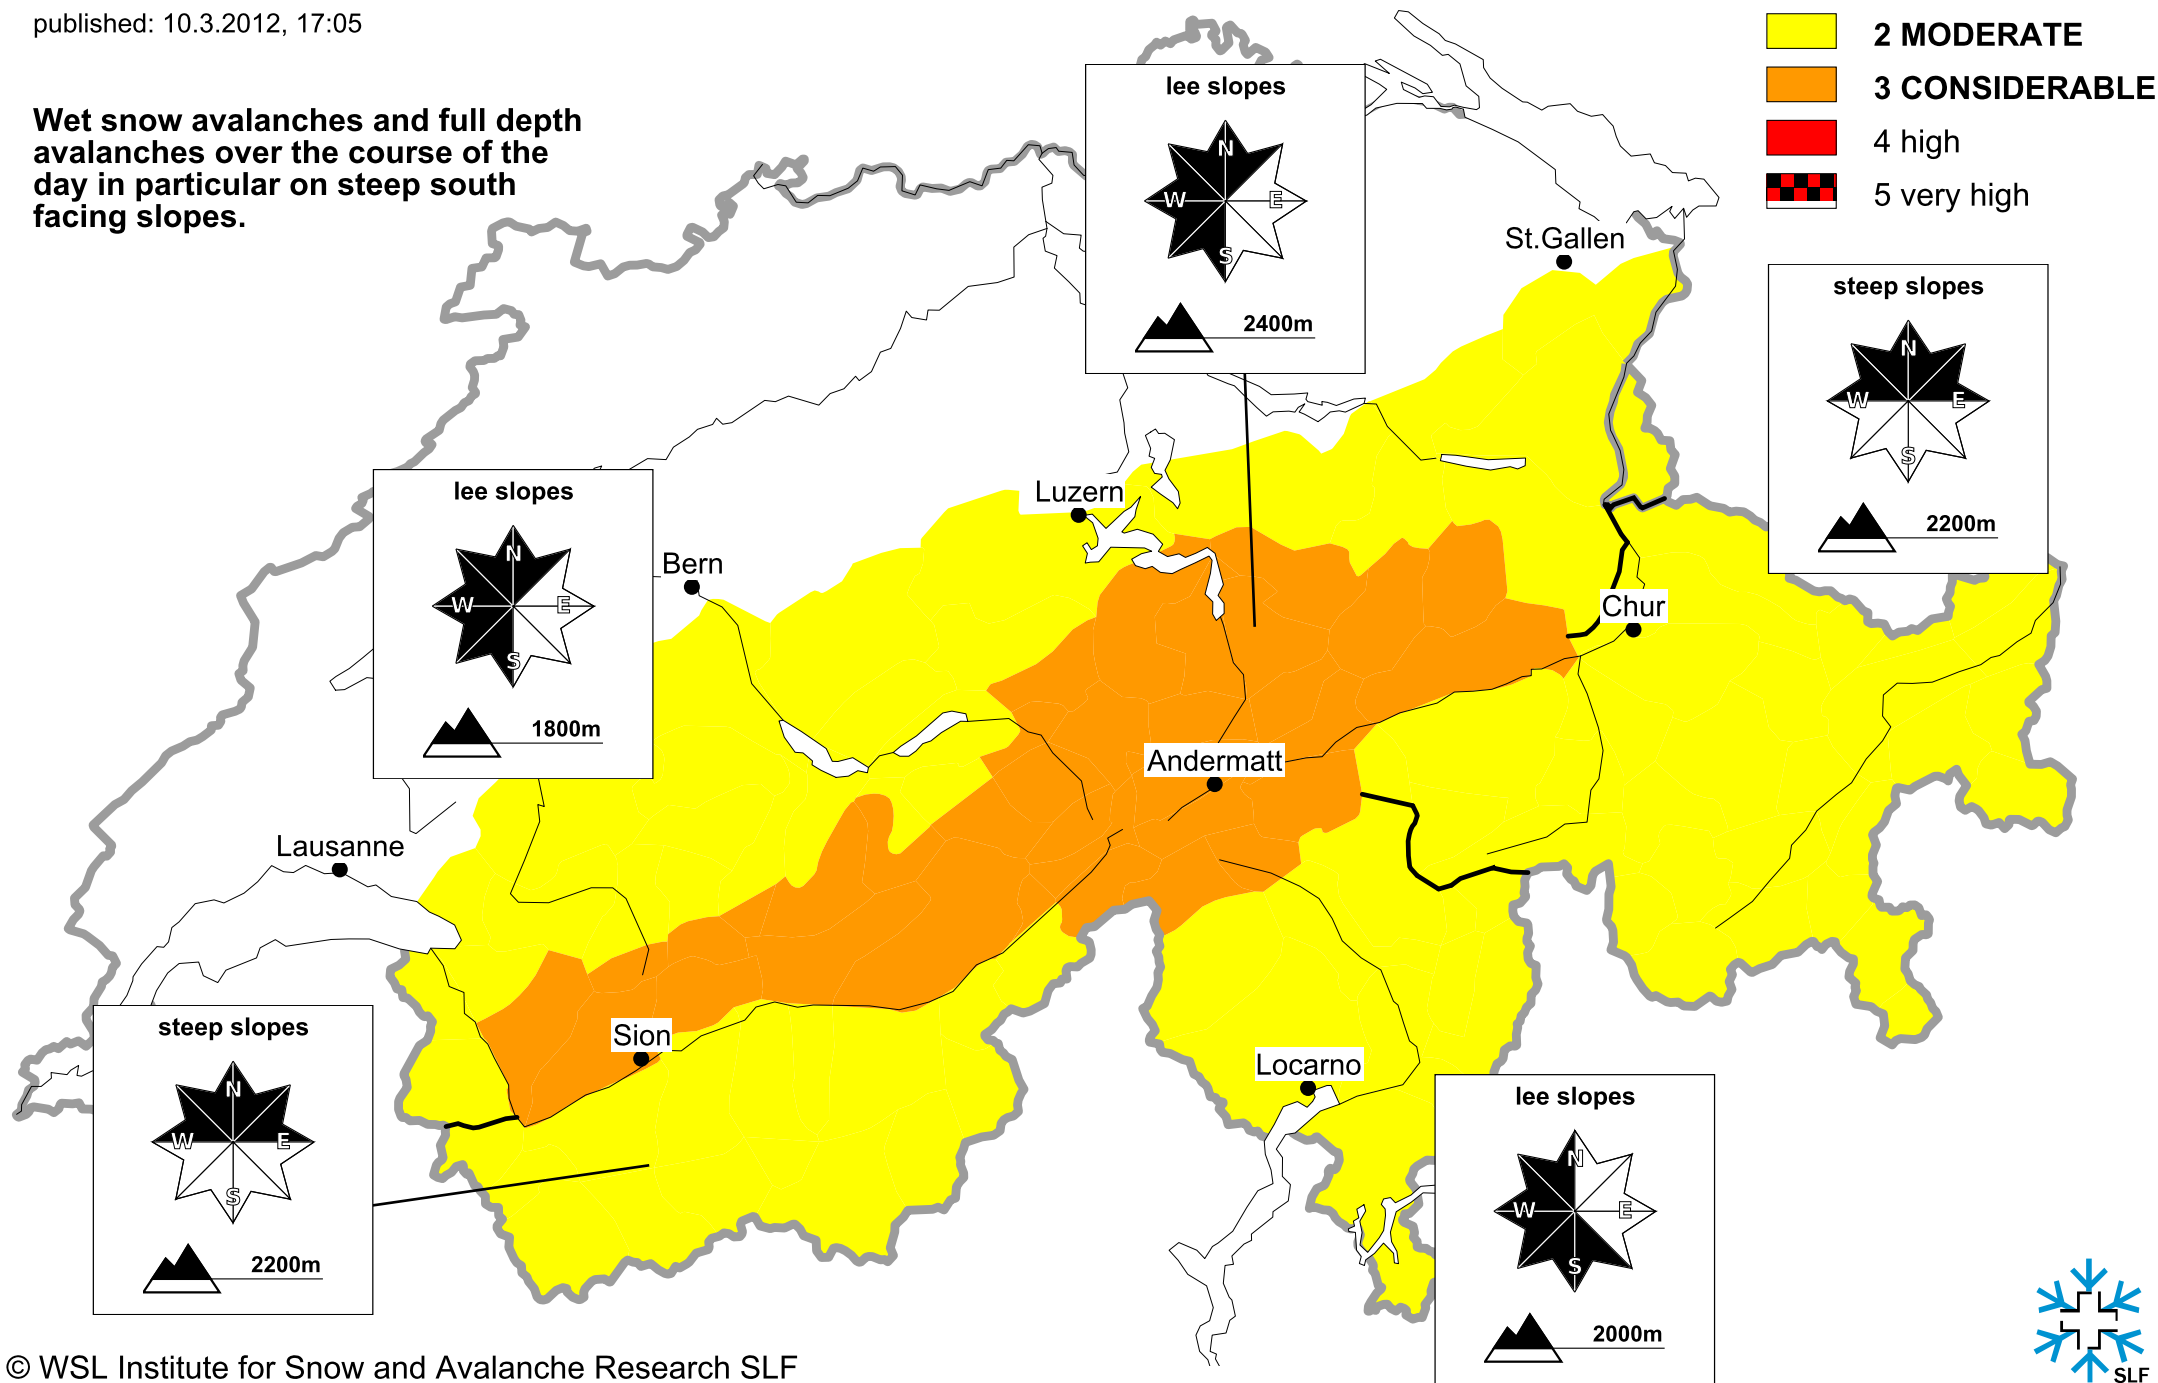 published: 10.3.2012, 17:05
Wet snow avalanches and full depth
avalanches over the course of the
day in particular on steep south
facing slopes.
2 MODERATE
3 CONSIDERABLE
4 high
5 very high
lee slopes
N
W E
S
2400m
St.Gallen
steep slopes
N
W E
S
2200m
lee slopes
N
W E
S
1800m
Luzern
Bern
Chur
Andermatt
Lausanne
steep slopes
N
W E
S
2200m
Sion
Locarno
lee slopes
N
W E
S
2000m
© WSL Institute for Snow and Avalanche Research SLF
SLF